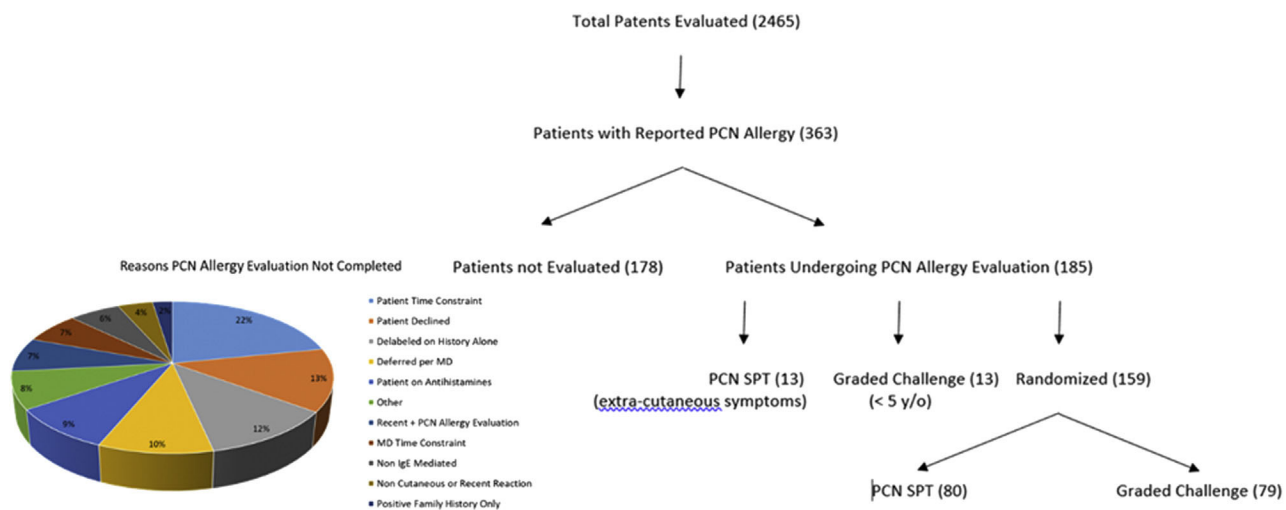 Total Patents Evaluated (2465)
Patients with Reported PCN Allergy (363)
Patients not Evaluated (178)
Patients Undergoing PCN Allergy Evaluation (185)
PCN SPT (13)
(extra-cutaneous symptoms)
Graded Challenge (13)
(< 5 y/o)
Randomized (159)
PCN SPT (80)
Graded Challenge (79)
Reasons PCN Allergy Evaluation Not Completed
22%
13%
12%
10%
9%
8%
7%
7%
6%
4%
2%
Patient Time Constraint
Patient Declined
Delabeled on History Alone
Deferred per MD
Patient on Antihistamines
Other
Recent + PCN Allergy Evaluation
MD Time Constraint
Non IgE Mediated
Non Cutaneous or Recent Reaction
Positive Family History Only